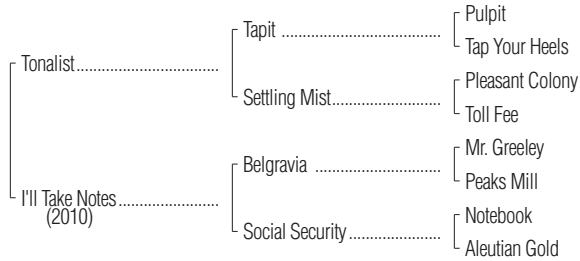 Pulpit
Tapit ........................................
Tap Your Heels
Tonalist....................................
Pleasant Colony
Settling Mist...........................
Toll Fee
Mr. Greeley
Belgravia ................................
Peaks Mill
I'll Take Notes.........................
(2010)
Notebook
Social Security.......................
Aleutian Gold